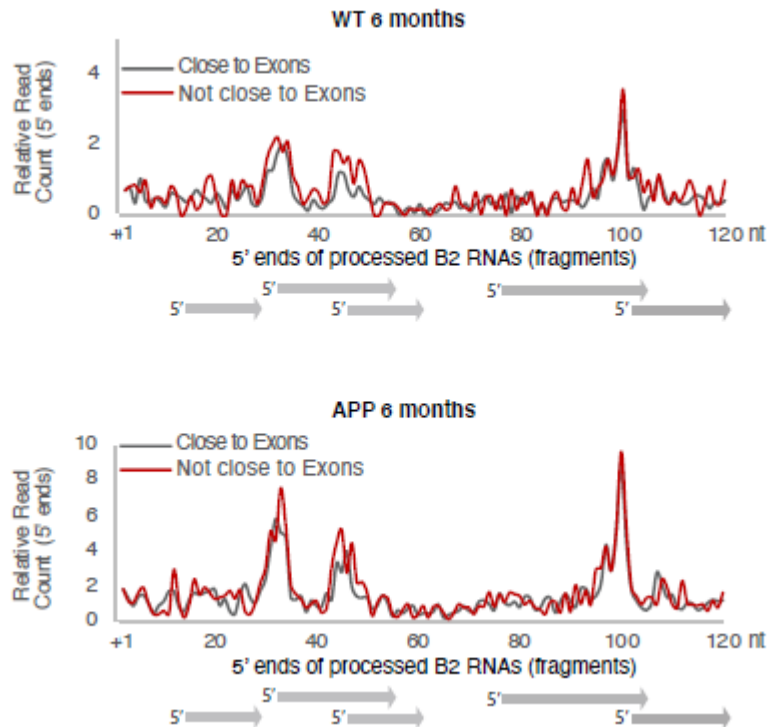 WT 6 months
Relative Read
Count (5' ends)
4
2
0
Close to Exons
Not close to Exons
+1 20 40 60 80 100 120 nt
5' ends of processed B2 RNAs (fragments)
5' 5'
5' 5' 5'
APP 6 months
Relative Read
Count (5' ends)
10
8
6
4
2
0
Close to Exons
Not close to Exons
+1 20 40 60 80 100 120 nt
5' ends of processed B2 RNAs (fragments)
5' 5'
5' 5' 5'